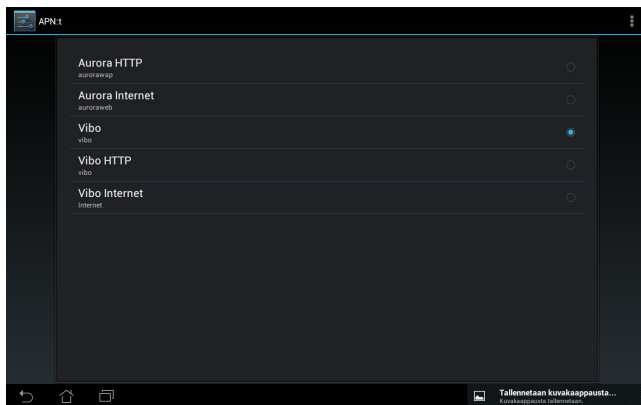 APN:t
Aurora HTTP
aurorawap
Aurora Internet
auroraweb
Vibo
vibo
Vibo HTTP
vibo
Vibo Internet
Internet
Tallennetaan kuvakaappausta...
Kuvakaappausta tallennetaan.